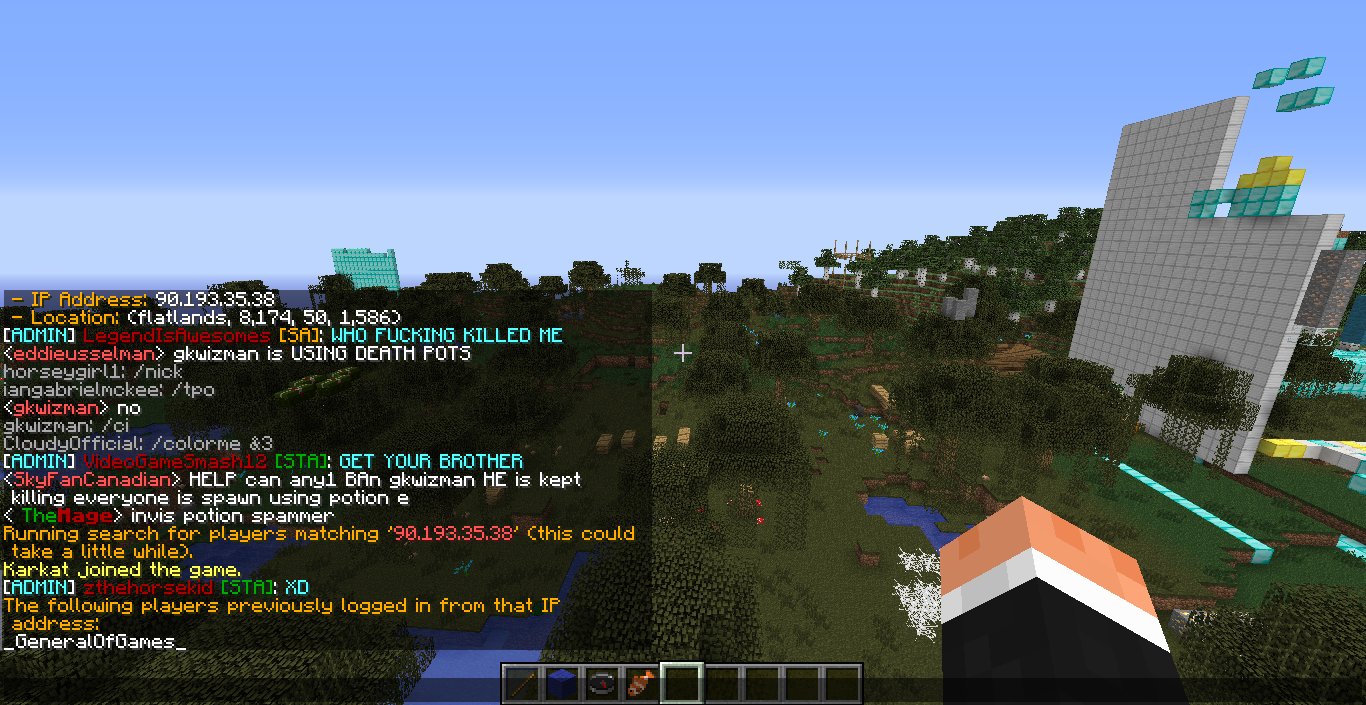 - IP Address: 90.193.35.38
- Location: (flatlands, 8,174, 50, 1,586)
[ADMIN] LegendIsAwesomes [SA]: WHO FUCKING KILLED ME
<eddieusselman> gkwizman is USING DEATH POTS
horseygirl1: /nick
iangabrielmckee: /tpo
<gkwizman> no
gkwizman: /ci
CloudyOfficial: /colorme &3
[ADMIN] VideoGameSmash12 [STA]: GET YOUR BROTHER
<SkyFanCanadian> HELP can any1 BAn gkwizman HE is kept
killing everyone is spawn using potion e
< TheMage> invis potion spammer
Running search for players matching '90.193.35.38' (this could
take a little while).
Karkat joined the game.
[ADMIN] zthehorsekid [STA]: XD
The following players previously logged in from that IP
address:
_GeneralOfGames_